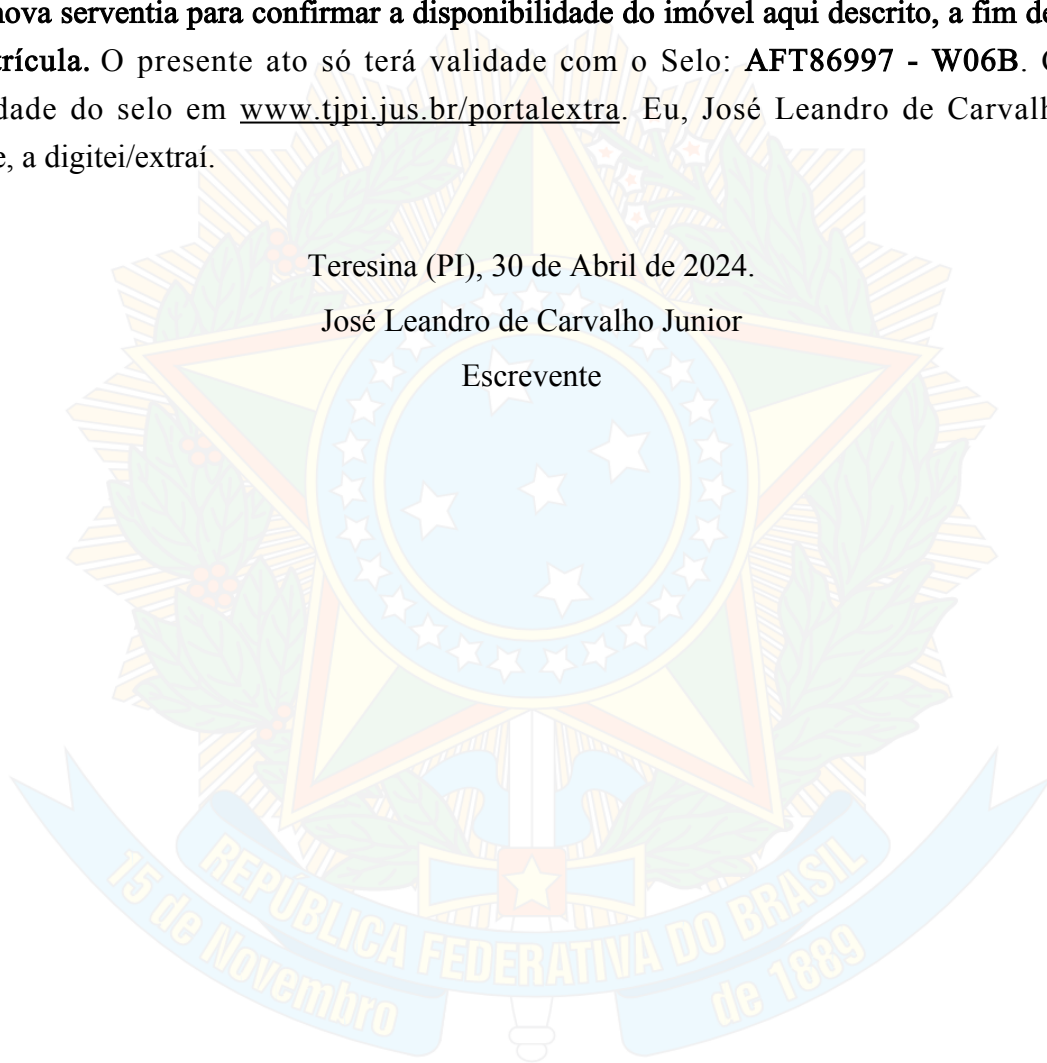 nova serventia para confirmar a disponibilidade do imóvel aqui descrito, a fim de
trícula. O presente ato só terá validade com o Selo: AFT86997 - W06B.
dade do selo em www.tjpi.jus.br/portalextra. Eu, José Leandro de Carvalh
e, a digitei/extraí.
Teresina (PI), 30 de Abril de 2024.
José Leandro de Carvalho Junior
Escrevente
REPÚBLICA FEDERATIVA DO BRASIL
15 de Novembro
de 1889